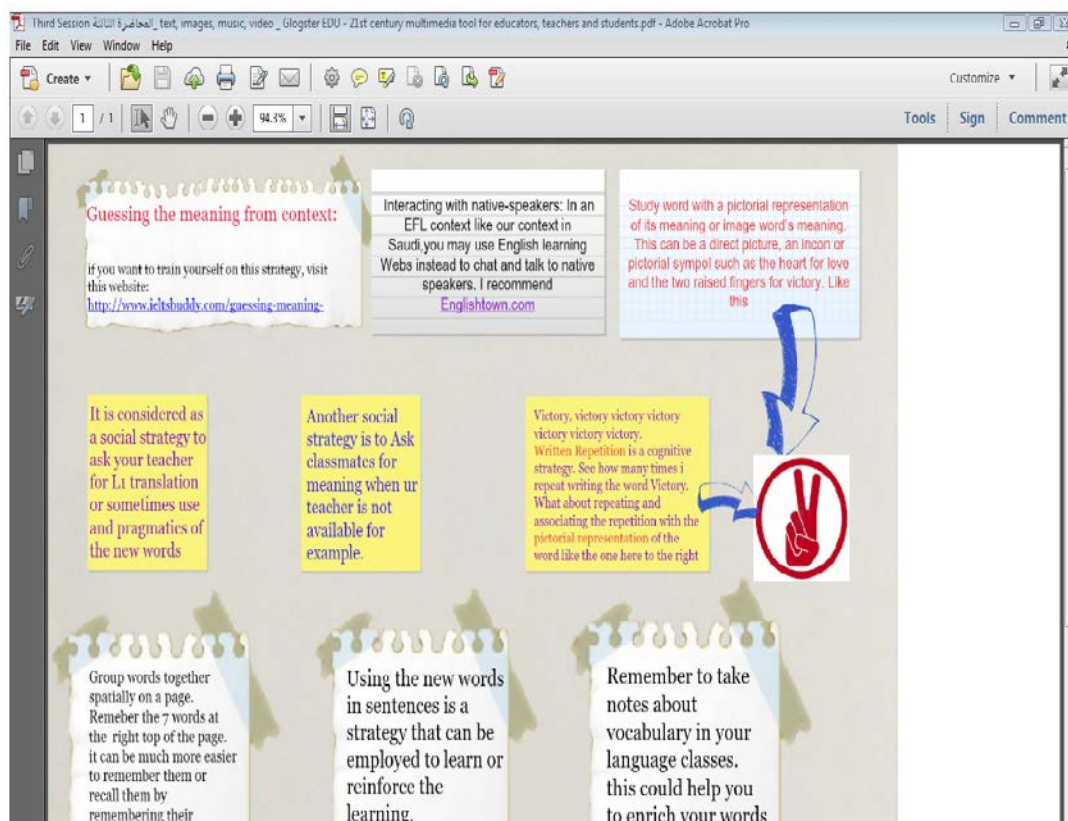 Third Session المحاضرة الثالثة_ text, images, music, video _ Glogster EDU - 21st century multimedia tool for educators, teachers and students.pdf - Adobe Acrobat Pro
File Edit View Window Help
Create Customize
1 / 1 94.3% Tools Sign Comment
Guessing the meaning from context:
if you want to train yourself on this strategy, visit
this website:
http://www.ieltsbuddy.com/guessing-meaning-
Interacting with native-speakers: In an
EFL context like our context in
Saudi,you may use English learning
Webs instead to chat and talk to native
speakers. I recommend
Englishtown.com
Study word with a pictorial representation
of its meaning or image word's meaning.
This can be a direct picture, an incon or
pictorial sympol such as the heart for love
and the two raised fingers for victory. Like
this
It is considered as
a social strategy to
ask your teacher
for L1 translation
or sometimes use
and pragmatics of
the new words
Another social
strategy is to Ask
classmates for
meaning when ur
teacher is not
available for
example.
Victory, victory victory victory
victory victory victory.
Written Repetition is a cognitive
strategy. See how many times i
repeat writing the word Victory.
What about repeating and
associating the repetition with the
pictorial representation of the
word like the one here to the right
Group words together
spatially on a page.
Remeber the 7 words at
the right top of the page.
it can be much more easier
to remember them or
recall them by
remembering their
Using the new words
in sentences is a
strategy that can be
employed to learn or
reinforce the
learning.
Remember to take
notes about
vocabulary in your
language classes.
this could help you
to enrich your words